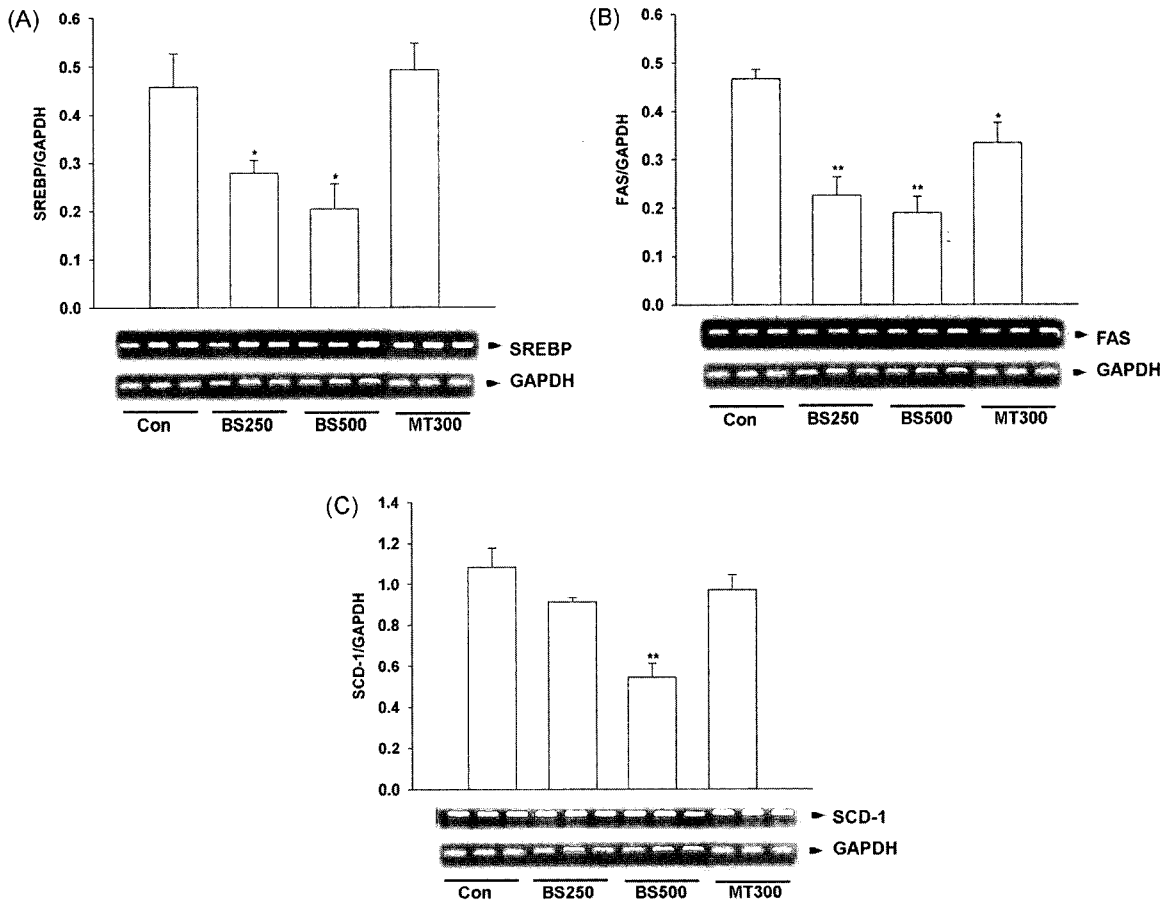 (A)
0.6
0.5
0.4
0.3
0.2
0.1
0.0
SREBP/GAPDH
*
*
SREBP
GAPDH
Con BS250 BS500 MT300
(B)
0.6
0.5
0.4
0.3
0.2
0.1
0.0
FAS/GAPDH
**
**
*
FAS
GAPDH
Con BS250 BS500 MT300
(C)
1.4
1.2
1.0
0.8
0.6
0.4
0.2
0.0
SCD-1/GAPDH
**
SCD-1
GAPDH
Con BS250 BS500 MT300